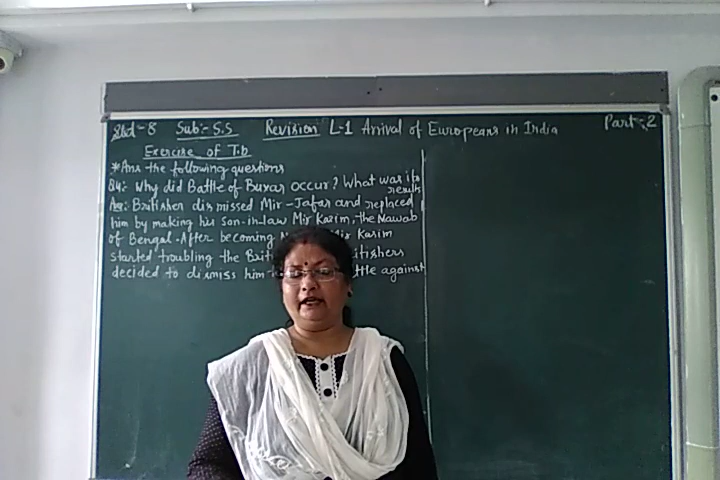 Std-8 Sub:-S.S Revision L-1 Arrival of Europeans in India Part-2
Exercise of T.b
*Ans the following questions
Q4:- Why did Battle of Buxar occur? What was its results
Ans:- Britisher dismissed Mir-Jafar and replaced
him by making his son-in-law Mir Kasim, the Nawab
of Bengal. After becoming Mir Kasim
started troubling the
decided to dismiss him against